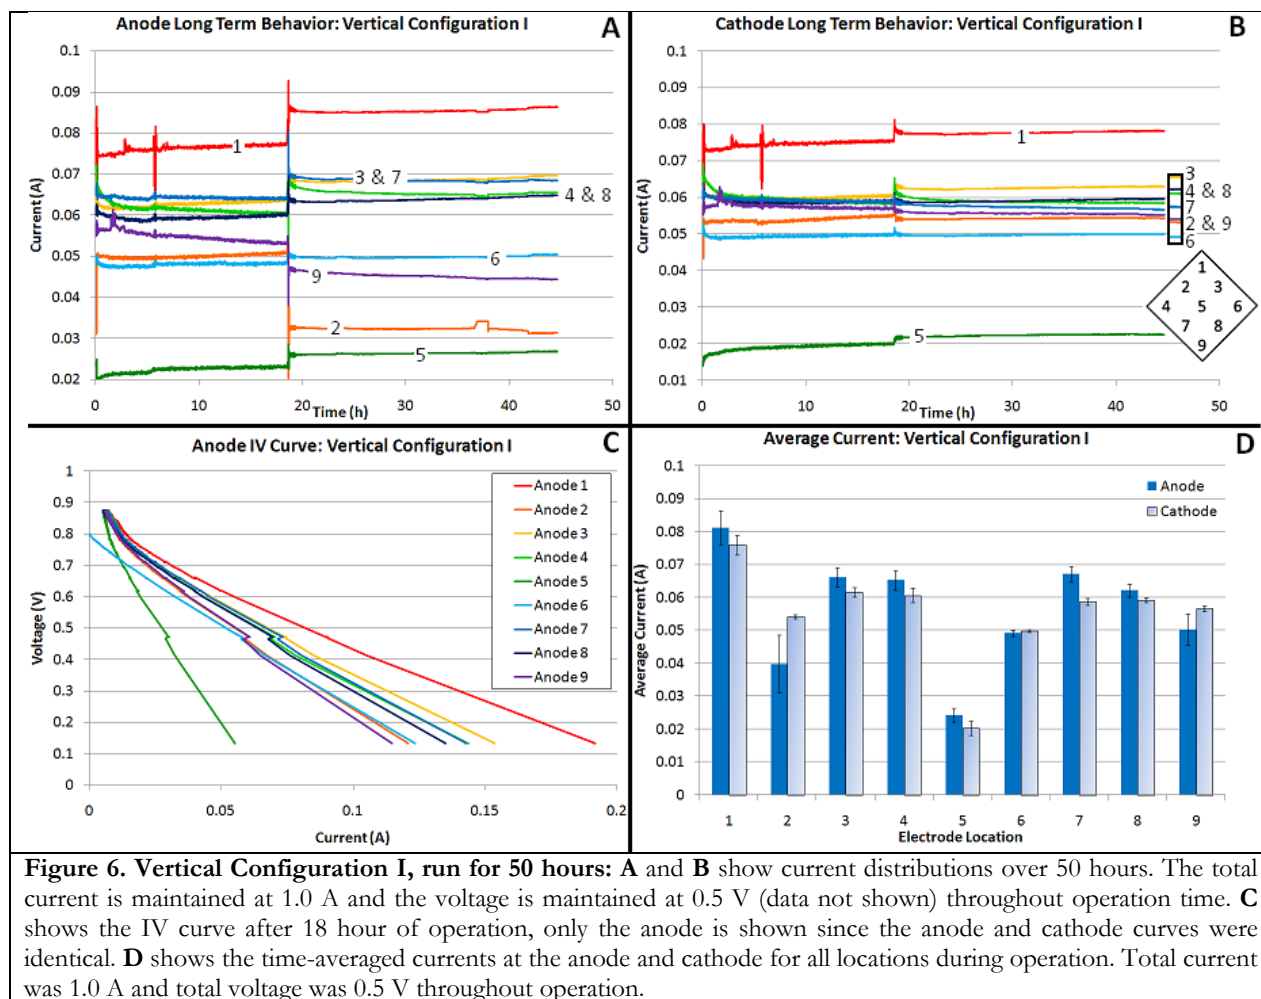 Anode Long Term Behavior: Vertical Configuration I
A
0.1
0.09
0.08
0.07
0.06
0.05
0.04
0.03
0.02
Current (A)
1
3 & 7
4 & 8
6
9
2
5
0
10
20
30
40
50
Time (h)
Cathode Long Term Behavior: Vertical Configuration I
B
0.1
0.09
0.08
0.07
0.06
0.05
0.04
0.03
0.02
0.01
Current (A)
1
3
4 & 8
7
2 & 9
6
5
1
2 3
4 5 6
7 8
9
0
10
20
30
40
50
Time (h)
Anode IV Curve: Vertical Configuration I
C
1
0.9
0.8
0.7
0.6
0.5
0.4
0.3
0.2
0.1
0
Voltage (V)
Anode 1
Anode 2
Anode 3
Anode 4
Anode 5
Anode 6
Anode 7
Anode 8
Anode 9
0
0.05
0.1
0.15
0.2
Current (A)
Average Current: Vertical Configuration I
D
0.1
0.09
0.08
0.07
0.06
0.05
0.04
0.03
0.02
0.01
0
Average Current (A)
Anode
Cathode
1
2
3
4
5
6
7
8
9
Electrode Location
Figure 6. Vertical Configuration I, run for 50 hours: A and B show current distributions over 50 hours. The total
current is maintained at 1.0 A and the voltage is maintained at 0.5 V (data not shown) throughout operation time. C
shows the IV curve after 18 hour of operation, only the anode is shown since the anode and cathode curves were
identical. D shows the time-averaged currents at the anode and cathode for all locations during operation. Total current
was 1.0 A and total voltage was 0.5 V throughout operation.